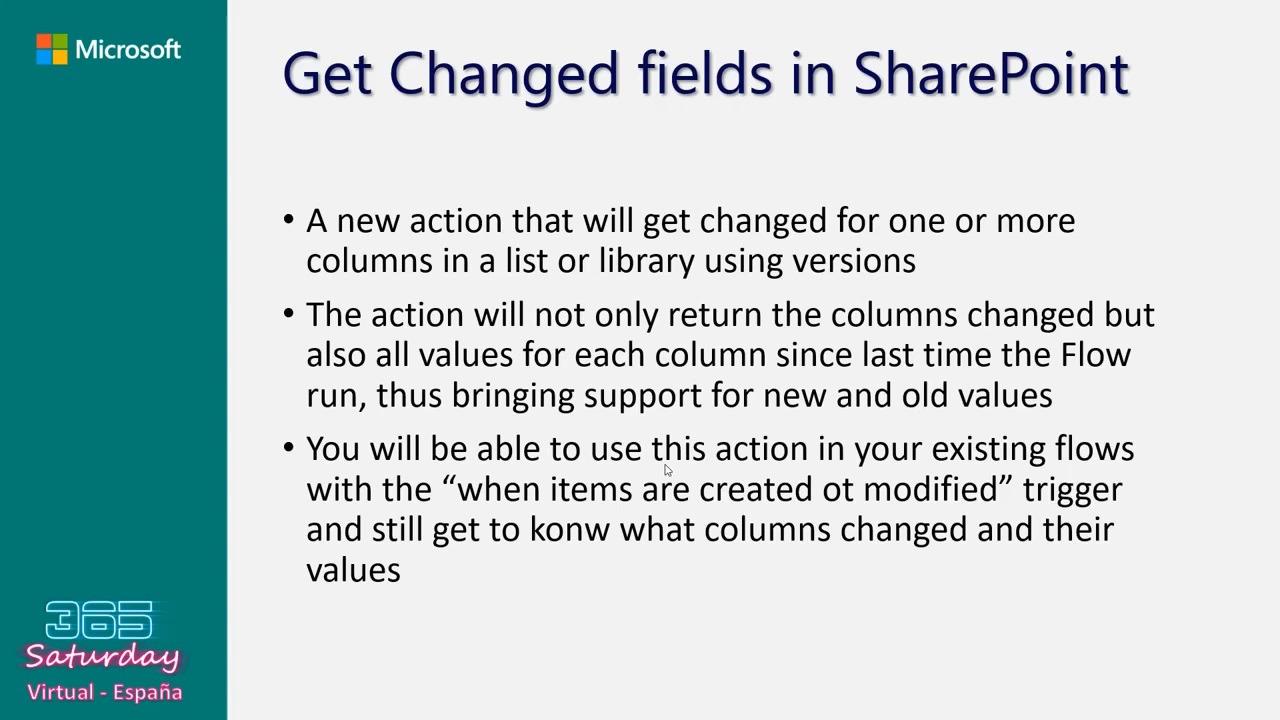 Microsoft
Get Changed fields in SharePoint
• A new action that will get changed for one or more
columns in a list or library using versions
• The action will not only return the columns changed but
also all values for each column since last time the Flow
run, thus bringing support for new and old values
• You will be able to use this action in your existing flows
with the “when items are created ot modified” trigger
and still get to konw what columns changed and their
values
365
Saturday
Virtual - España